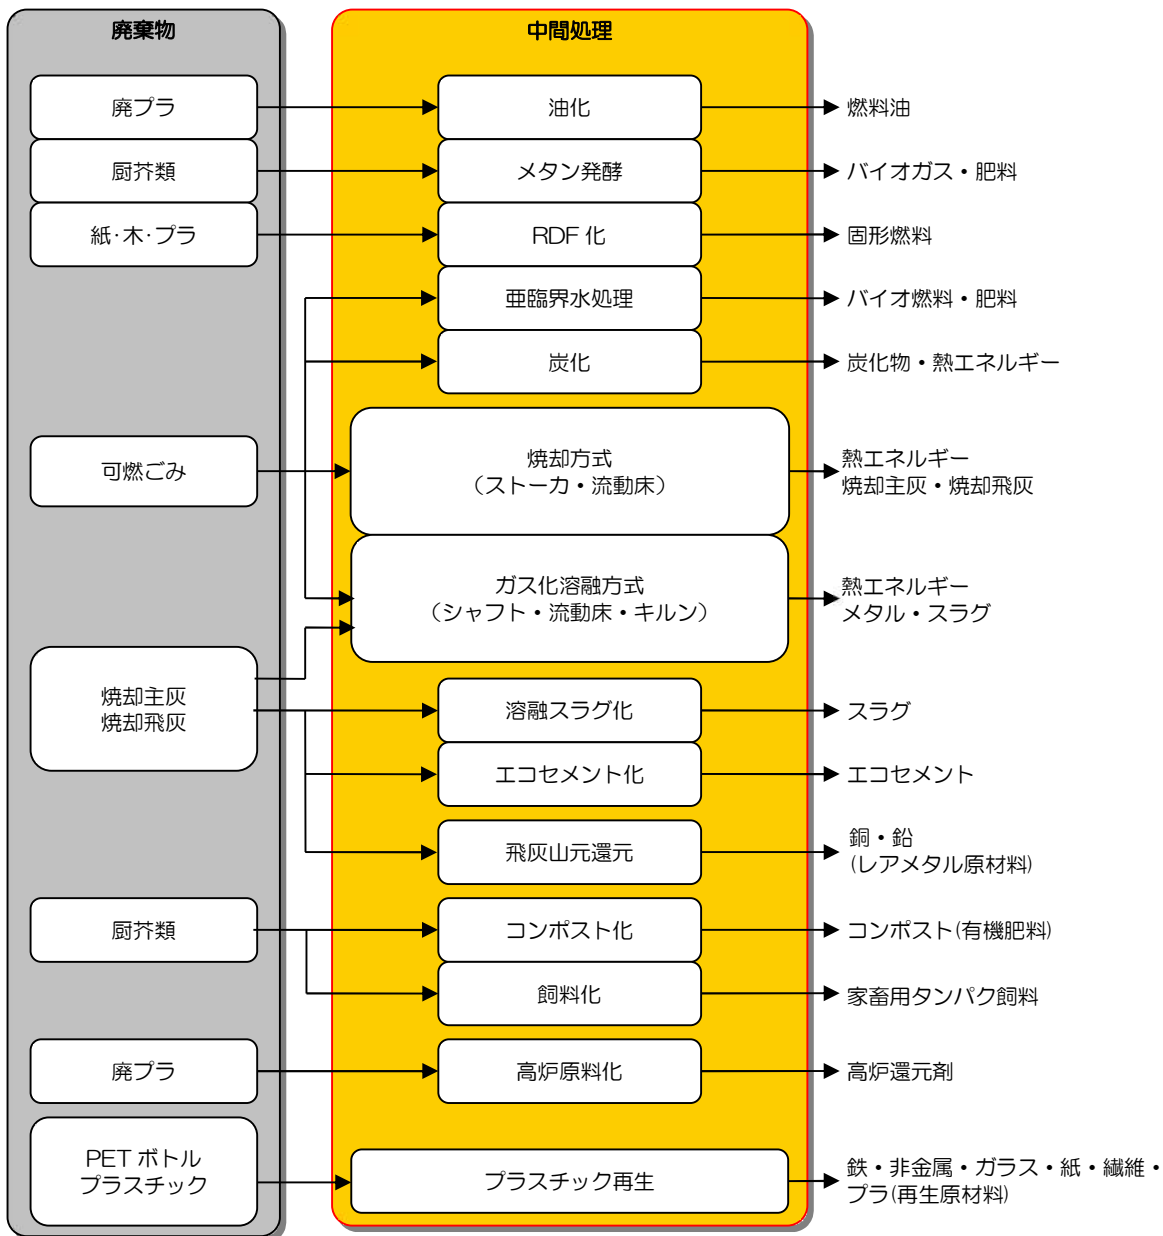 廃棄物
中間処理
廃プラ
油化
燃料油
厨芥類
メタン発酵
バイオガス・肥料
紙・木・プラ
RDF 化
固形燃料
亜臨界水処理
バイオ燃料・肥料
炭化
炭化物・熱エネルギー
可燃ごみ
焼却方式
（ストーカ・流動床）
熱エネルギー
焼却主灰・焼却飛灰
ガス化溶融方式
（シャフト・流動床・キルン）
熱エネルギー
メタル・スラグ
焼却主灰
焼却飛灰
溶融スラグ化
スラグ
エコセメント化
エコセメント
飛灰山元還元
銅・鉛
(レアメタル原材料)
厨芥類
コンポスト化
コンポスト(有機肥料)
飼料化
家畜用タンパク飼料
廃プラ
高炉原料化
高炉還元剤
PET ボトル
プラスチック
プラスチック再生
鉄・非金属・ガラス・紙・繊維・
プラ(再生原材料)